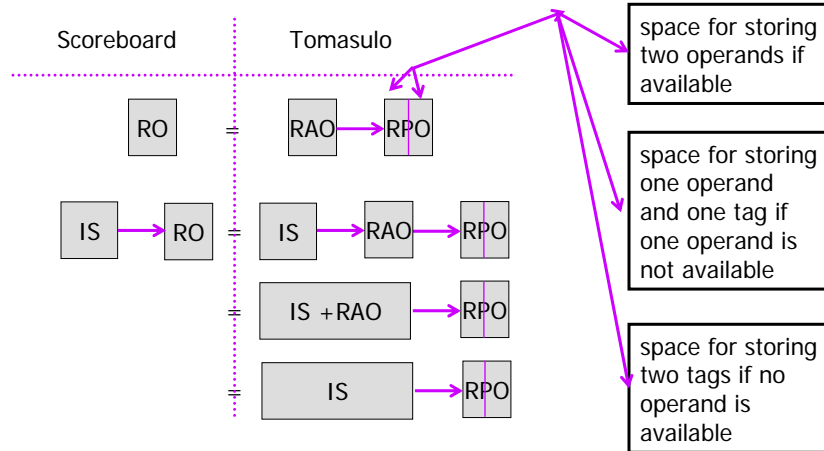 Scoreboard Tomasulo
RO = RAO RPO
IS RO = IS RAO RPO
= IS +RAO RPO
= IS RPO
space for storing
two operands if
available
space for storing
one operand
and one tag if
one operand is
not available
space for storing
two tags if no
operand is
available